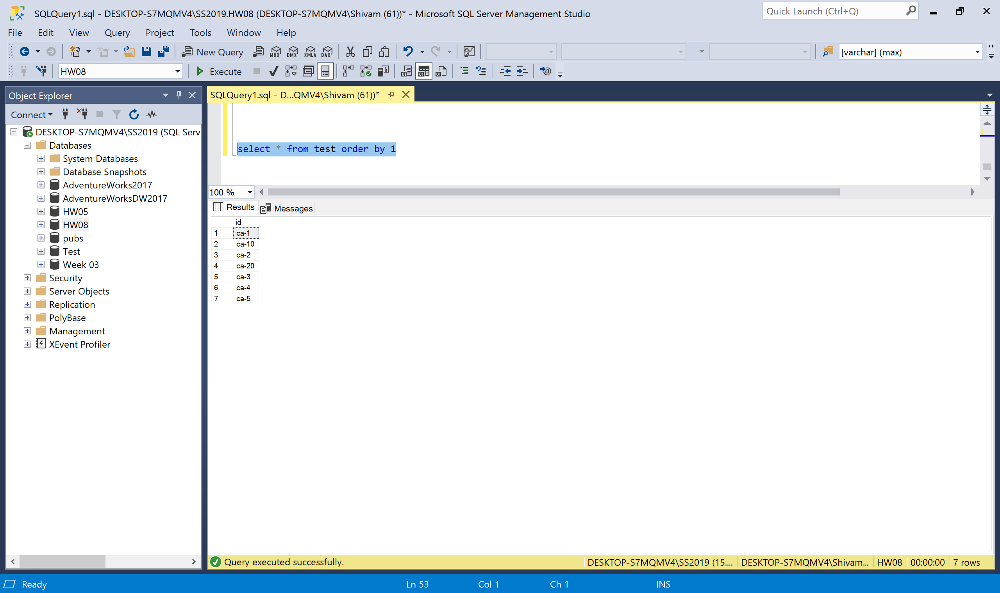 SQLQuery1.sql - DESKTOP-S7MQMV4\SS2019.HW08 (DESKTOP-S7MQMV4\Shivam (61))* - Microsoft SQL Server Management Studio
Quick Launch (Ctrl+Q)
File Edit View Query Project Tools Window Help
New Query MDX DMX XMLA DAX [varchar] (max)
HW08 Execute
Object Explorer
Connect
DESKTOP-S7MQMV4\SS2019 (SQL Serv
Databases
System Databases
Database Snapshots
AdventureWorks2017
AdventureWorksDW2017
HW05
HW08
pubs
Test
Week 03
Security
Server Objects
Replication
PolyBase
Management
XEvent Profiler
SQLQuery1.sql - D...QMV4\Shivam (61))*
select * from test order by 1
100 %
Results Messages
id
1 ca-1
2 ca-10
3 ca-2
4 ca-20
5 ca-3
6 ca-4
7 ca-5
Query executed successfully. DESKTOP-S7MQMV4\SS2019 (15.... DESKTOP-S7MQMV4\Shivam... HW08 00:00:00 7 rows
Ready Ln 53 Col 1 Ch 1 INS